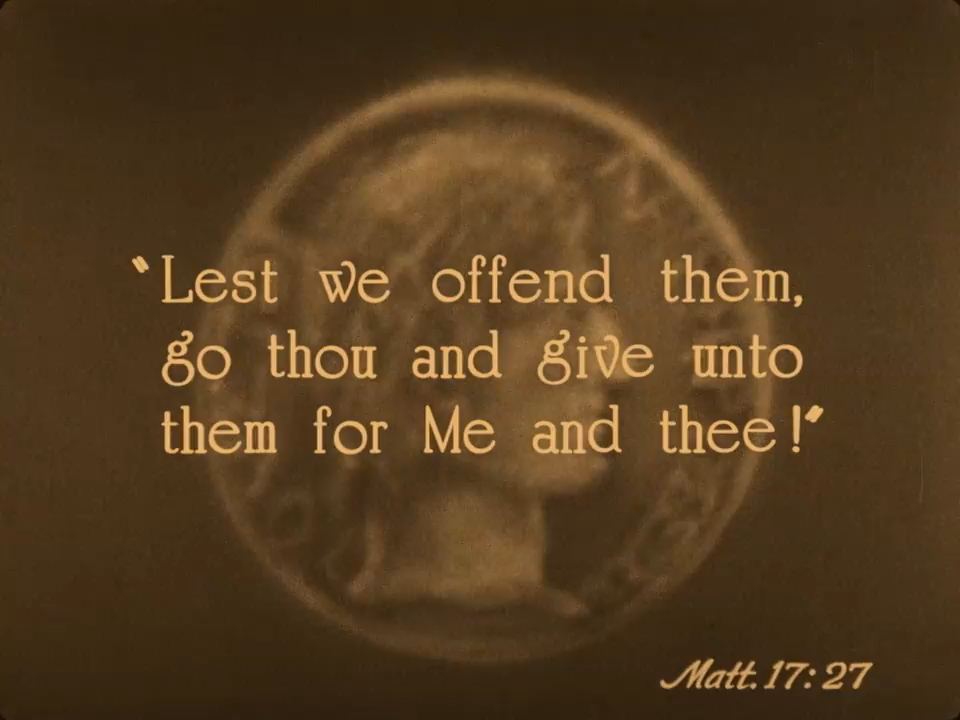 "Lest we offend them,
go thou and give unto
them for Me and thee!"
Matt. 17:27